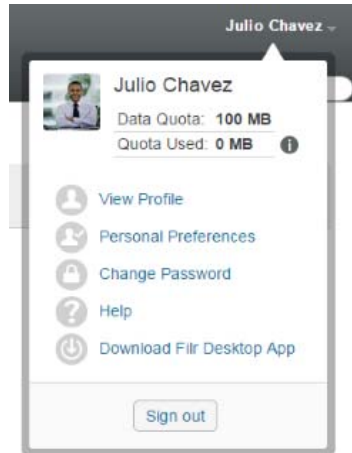 Julio Chavez
Julio Chavez
Data Quota: 100 MB
Quota Used: 0 MB
View Profile
Personal Preferences
Change Password
Help
Download Filr Desktop App
Sign out